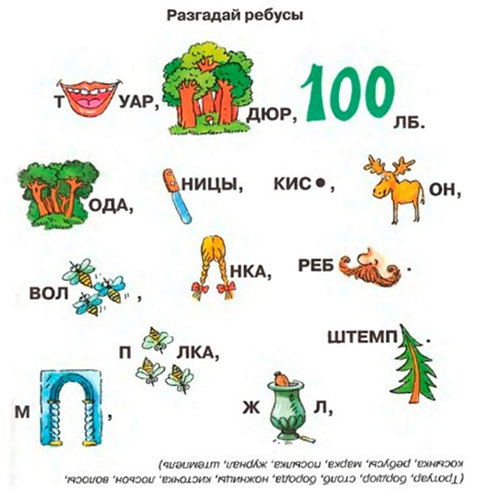 Разгадай ребусы
Т УАР, ДЮР, 100 ЛБ.
ОДА, НИЦЫ, КИС •, ОН,
ВОЛ , НКА, РЕБ .
П ЛКА, ШТЕМП .
М , Ж Л,
(Тротуар, бордюр, столб, борода, ножницы, кисточка, лосьон, волосы,
косынка, ребусы, марка, посылка, журнал, штемпель)